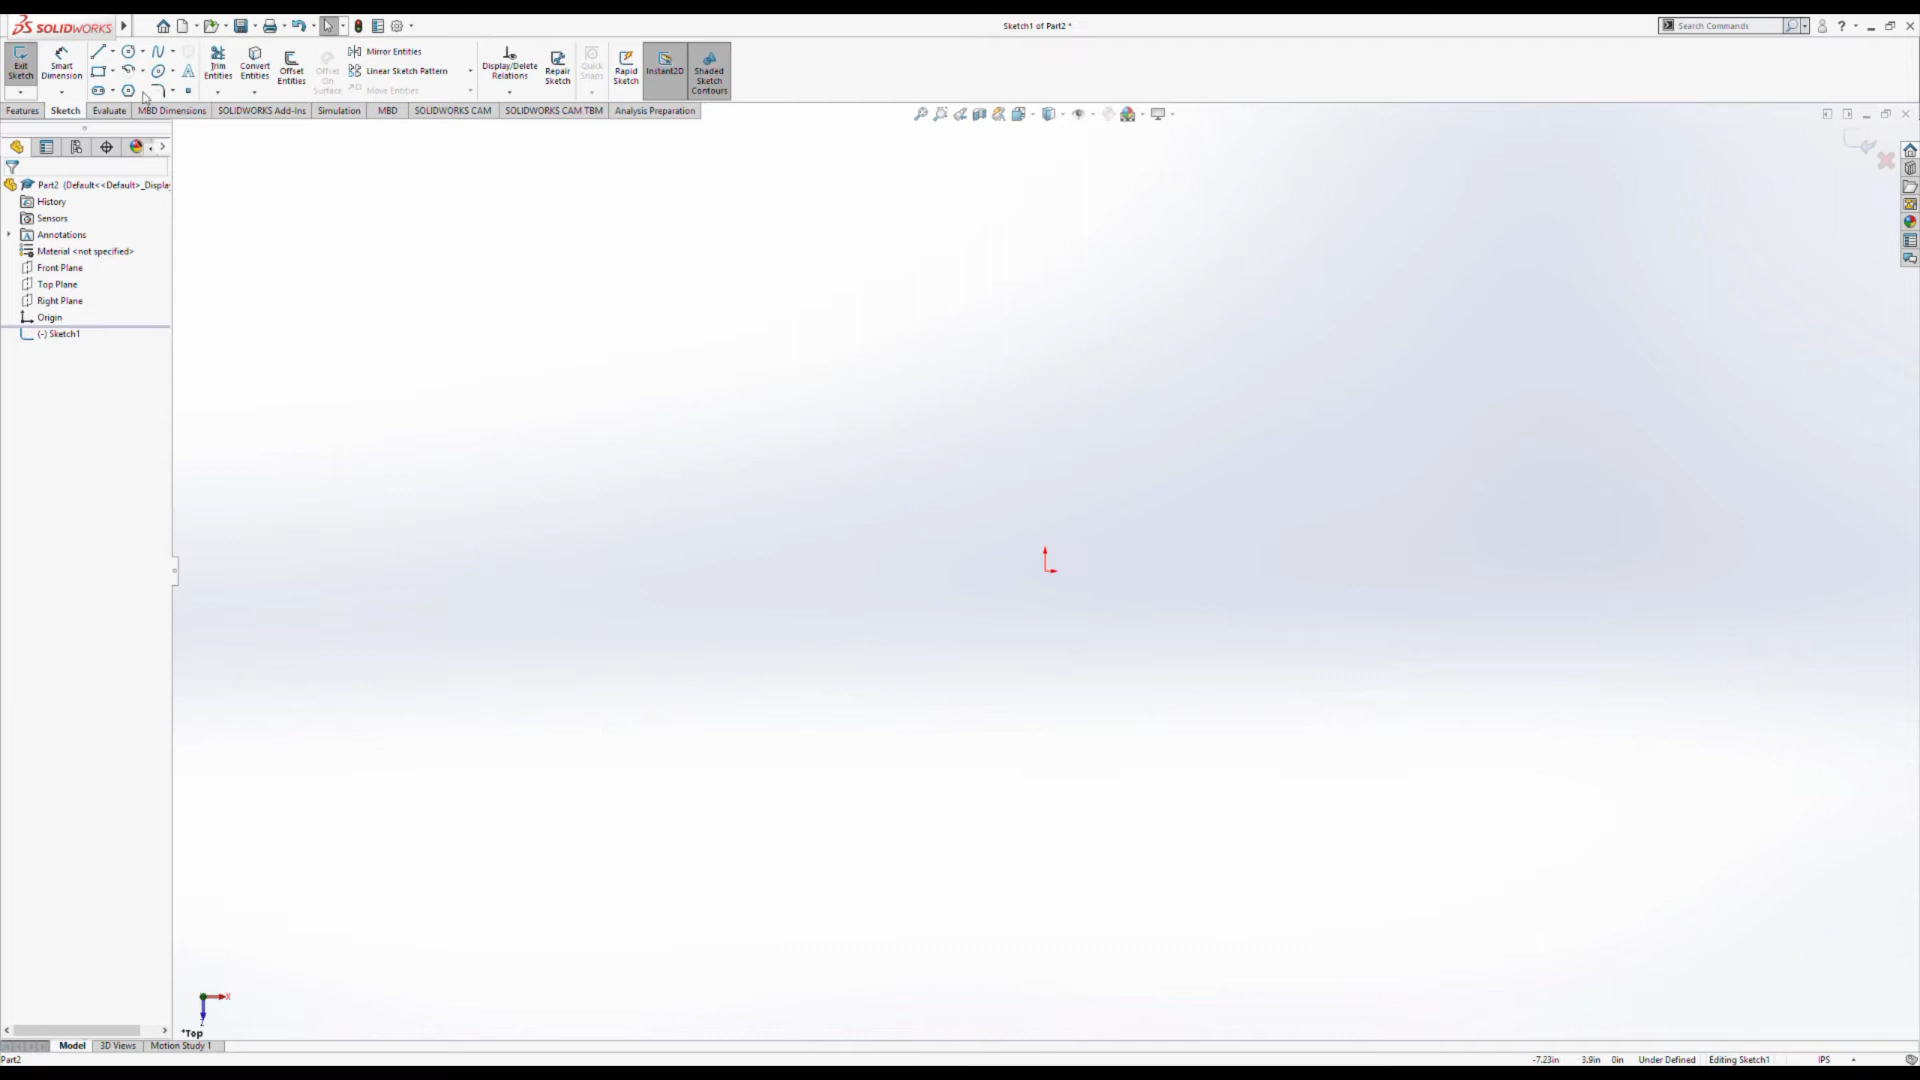 SOLIDWORKS
Sketch1 of Part2 *
Search Commands
Exit Sketch
Smart Dimension
Trim Entities
Convert Entities
Offset Entities
Offset On Surface
Mirror Entities
Linear Sketch Pattern
Move Entities
Display/Delete Relations
Repair Sketch
Quick Snaps
Rapid Sketch
Instant2D
Shaded Sketch Contours
Features
Sketch
Evaluate
MBD Dimensions
SOLIDWORKS Add-Ins
Simulation
MBD
SOLIDWORKS CAM
SOLIDWORKS CAM TBM
Analysis Preparation
Part2 (Default<<Default>_Displa
History
Sensors
Annotations
Material <not specified>
Front Plane
Top Plane
Right Plane
Origin
(-) Sketch1
X
Z
*Top
Model
3D Views
Motion Study 1
Part2
-7.23in
3.9in
0in
Under Defined
Editing Sketch1
IPS